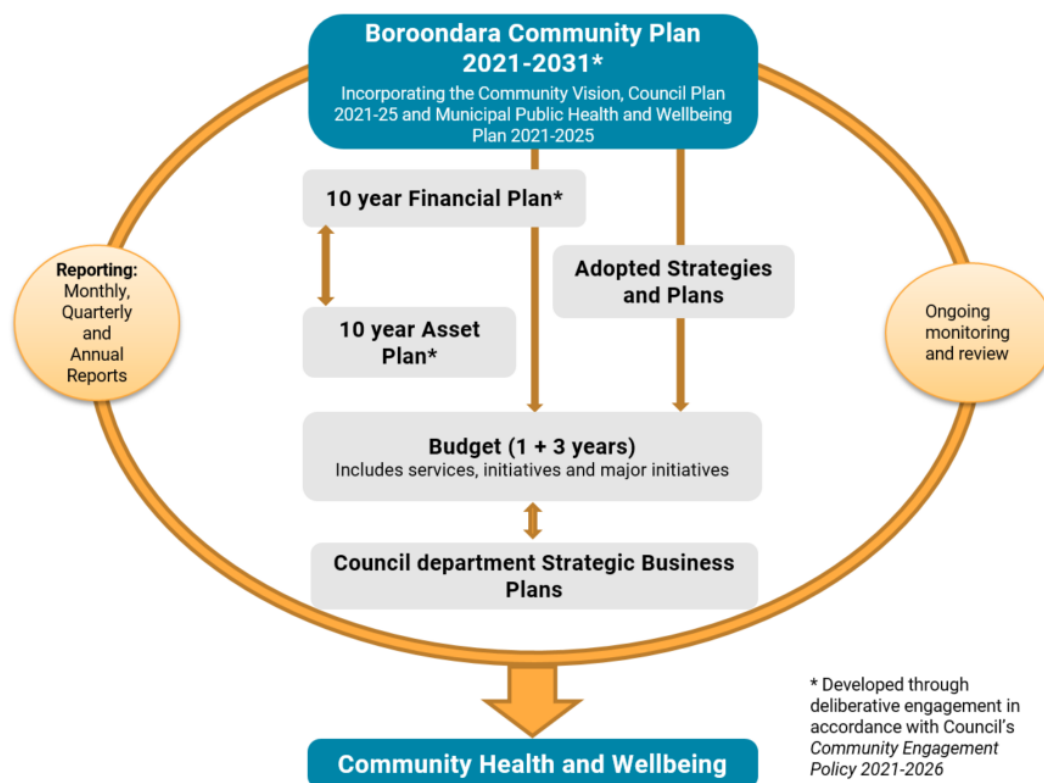 Boroondara Community Plan
2021-2031*
Incorporating the Community Vision, Council Plan
2021-25 and Municipal Public Health and Wellbeing
Plan 2021-2025
10 year Financial Plan*
Adopted Strategies
and Plans
Reporting:
Monthly,
Quarterly
and
Annual
Reports
10 year Asset
Plan*
Ongoing
monitoring
and review
Budget (1 + 3 years)
Includes services, initiatives and major initiatives
Council department Strategic Business
Plans
* Developed through
deliberative engagement in
accordance with Council's
Community Engagement
Policy 2021-2026
Community Health and Wellbeing